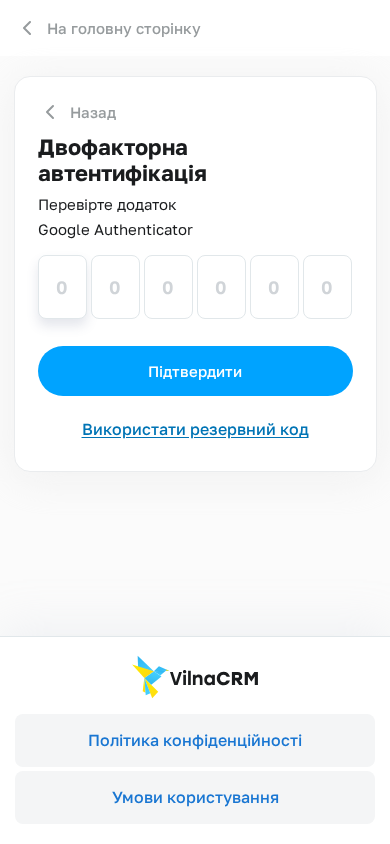 На головну сторінку
Назад
Двофакторна
автентифікація
Перевірте додаток
Google Authenticator
0 0 0 0 0 0
Підтвердити
Використати резервний код
VilnaCRM
Політика конфіденційності
Умови користування